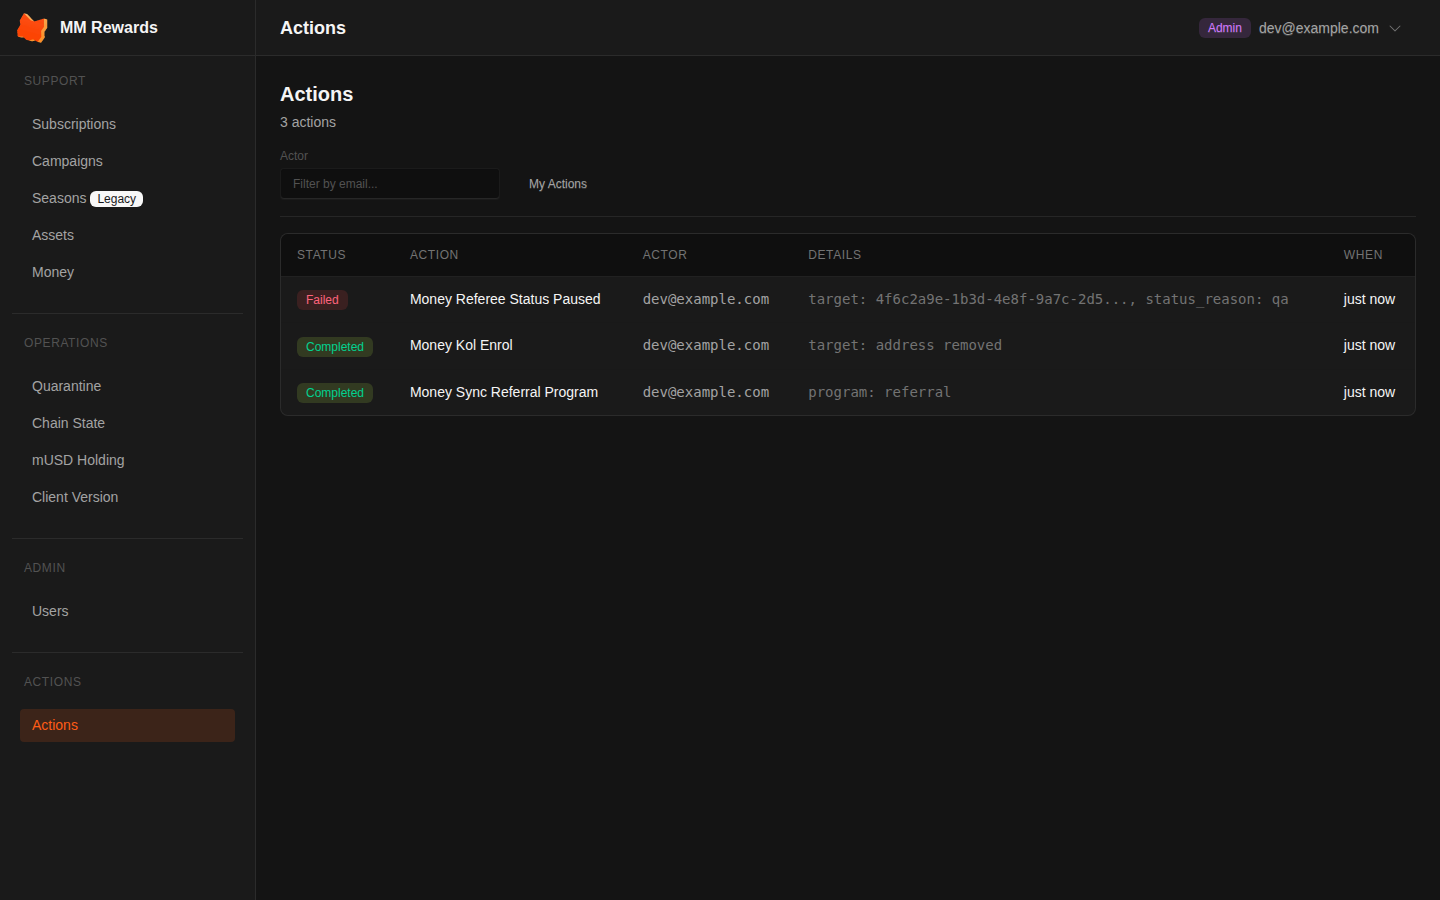 MM Rewards
Actions
Admin dev@example.com
SUPPORT
Subscriptions
Campaigns
Seasons Legacy
Assets
Money
OPERATIONS
Quarantine
Chain State
mUSD Holding
Client Version
ADMIN
Users
ACTIONS
Actions
Actions
3 actions
Actor
Filter by email...
My Actions
STATUS ACTION ACTOR DETAILS WHEN
Failed Money Referee Status Paused dev@example.com target: 4f6c2a9e-1b3d-4e8f-9a7c-2d5..., status_reason: qa just now
Completed Money Kol Enrol dev@example.com target: address removed just now
Completed Money Sync Referral Program dev@example.com program: referral just now